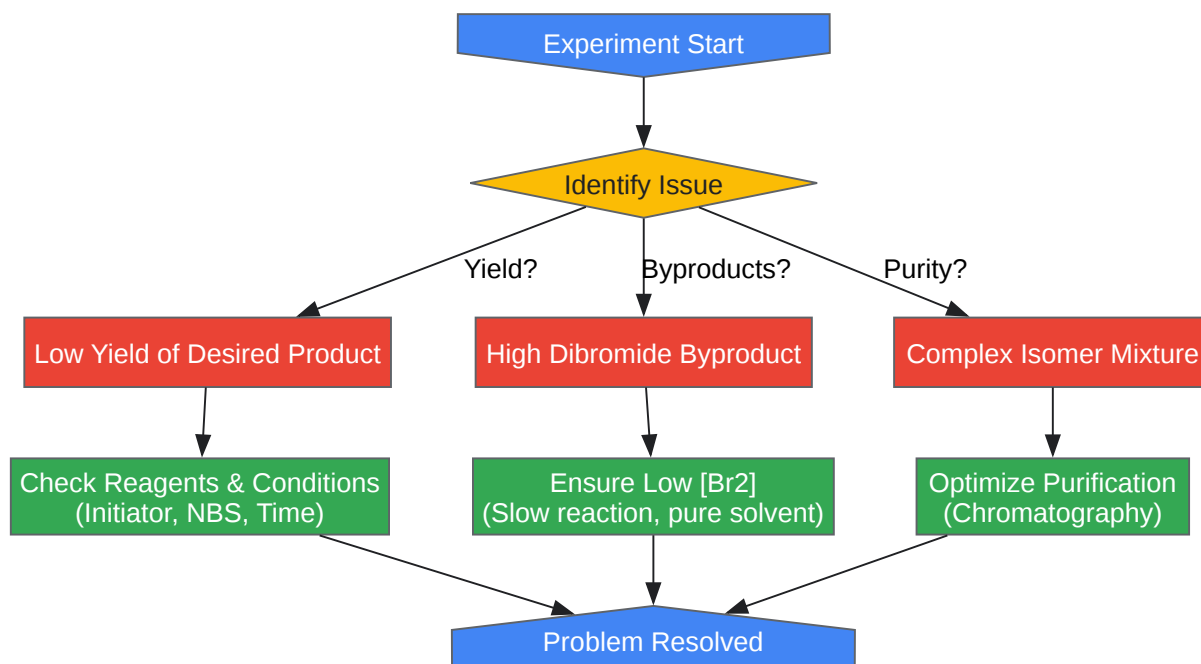 Experiment Start
Identify Issue
Yield?
Byproducts?
Purity?
Low Yield of Desired Product
High Dibromide Byproduct
Complex Isomer Mixture
Check Reagents & Conditions
(Initiator, NBS, Time)
Ensure Low [Br2]
(Slow reaction, pure solvent)
Optimize Purification
(Chromatography)
Problem Resolved